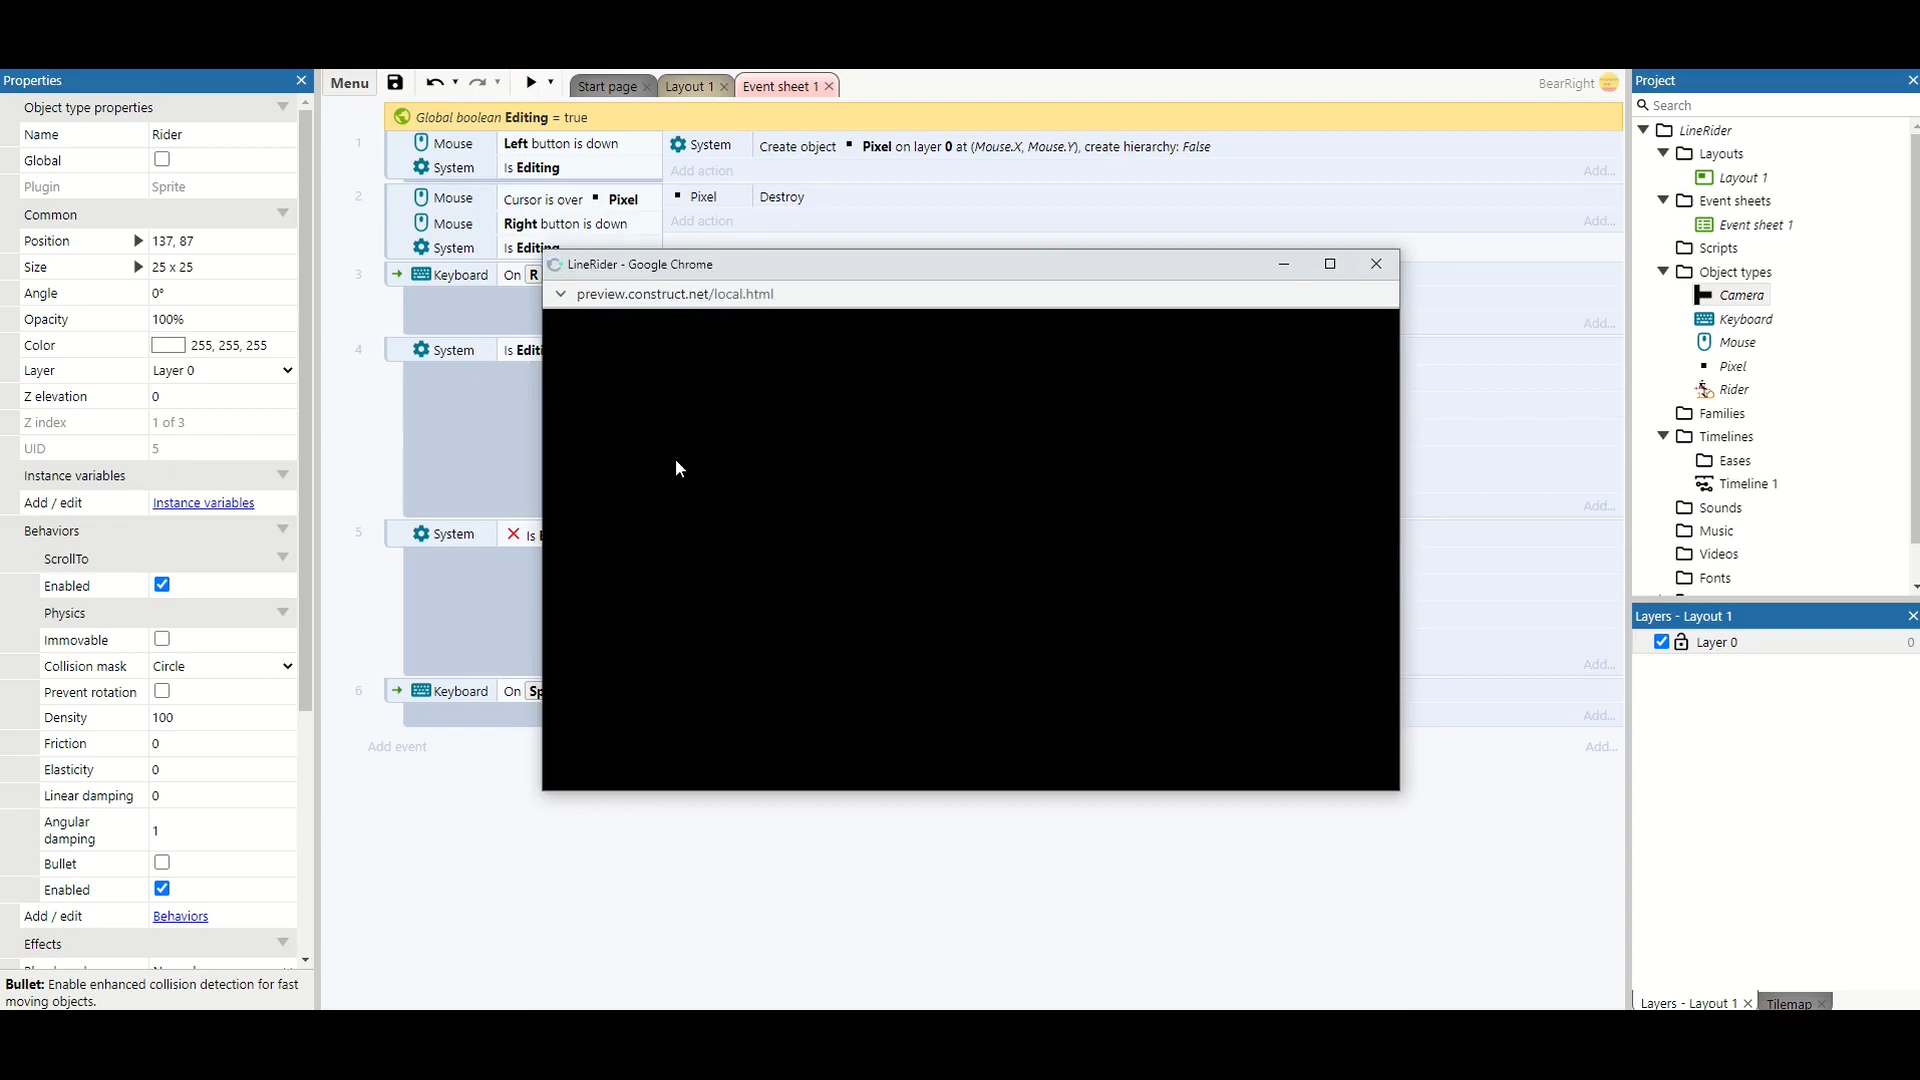 Properties
Menu
Start page
Layout 1
Event sheet 1
BearRight
Project
Object type properties
Name Rider
Global
Plugin Sprite
Common
Position 137, 87
Size 25 x 25
Angle 0°
Opacity 100%
Color 255, 255, 255
Layer Layer 0
Z elevation 0
Z index 1 of 3
UID 5
Instance variables
Add / edit Instance variables
Behaviors
ScrollTo
Enabled
Physics
Immovable
Collision mask Circle
Prevent rotation
Density 100
Friction 0
Elasticity 0
Linear damping 0
Angular
damping 1
Bullet
Enabled
Add / edit Behaviors
Effects
Bullet: Enable enhanced collision detection for fast
moving objects.
Global boolean Editing = true
1 Mouse Left button is down System Create object Pixel on layer 0 at (Mouse.X, Mouse.Y), create hierarchy: False
System Is Editing Add action Add...
2 Mouse Cursor is over Pixel Pixel Destroy
Mouse Right button is down Add action Add...
System Is Editing
3 Keyboard On R
Add...
4 System Is Editi
Add...
5 System Is E
Add...
6 Keyboard On Sp
Add...
Add event Add...
LineRider - Google Chrome
preview.construct.net/local.html
Search
LineRider
Layouts
Layout 1
Event sheets
Event sheet 1
Scripts
Object types
Camera
Keyboard
Mouse
Pixel
Rider
Families
Timelines
Eases
Timeline 1
Sounds
Music
Videos
Fonts
Layers - Layout 1
Layer 0 0
Layers - Layout 1
Tilemap